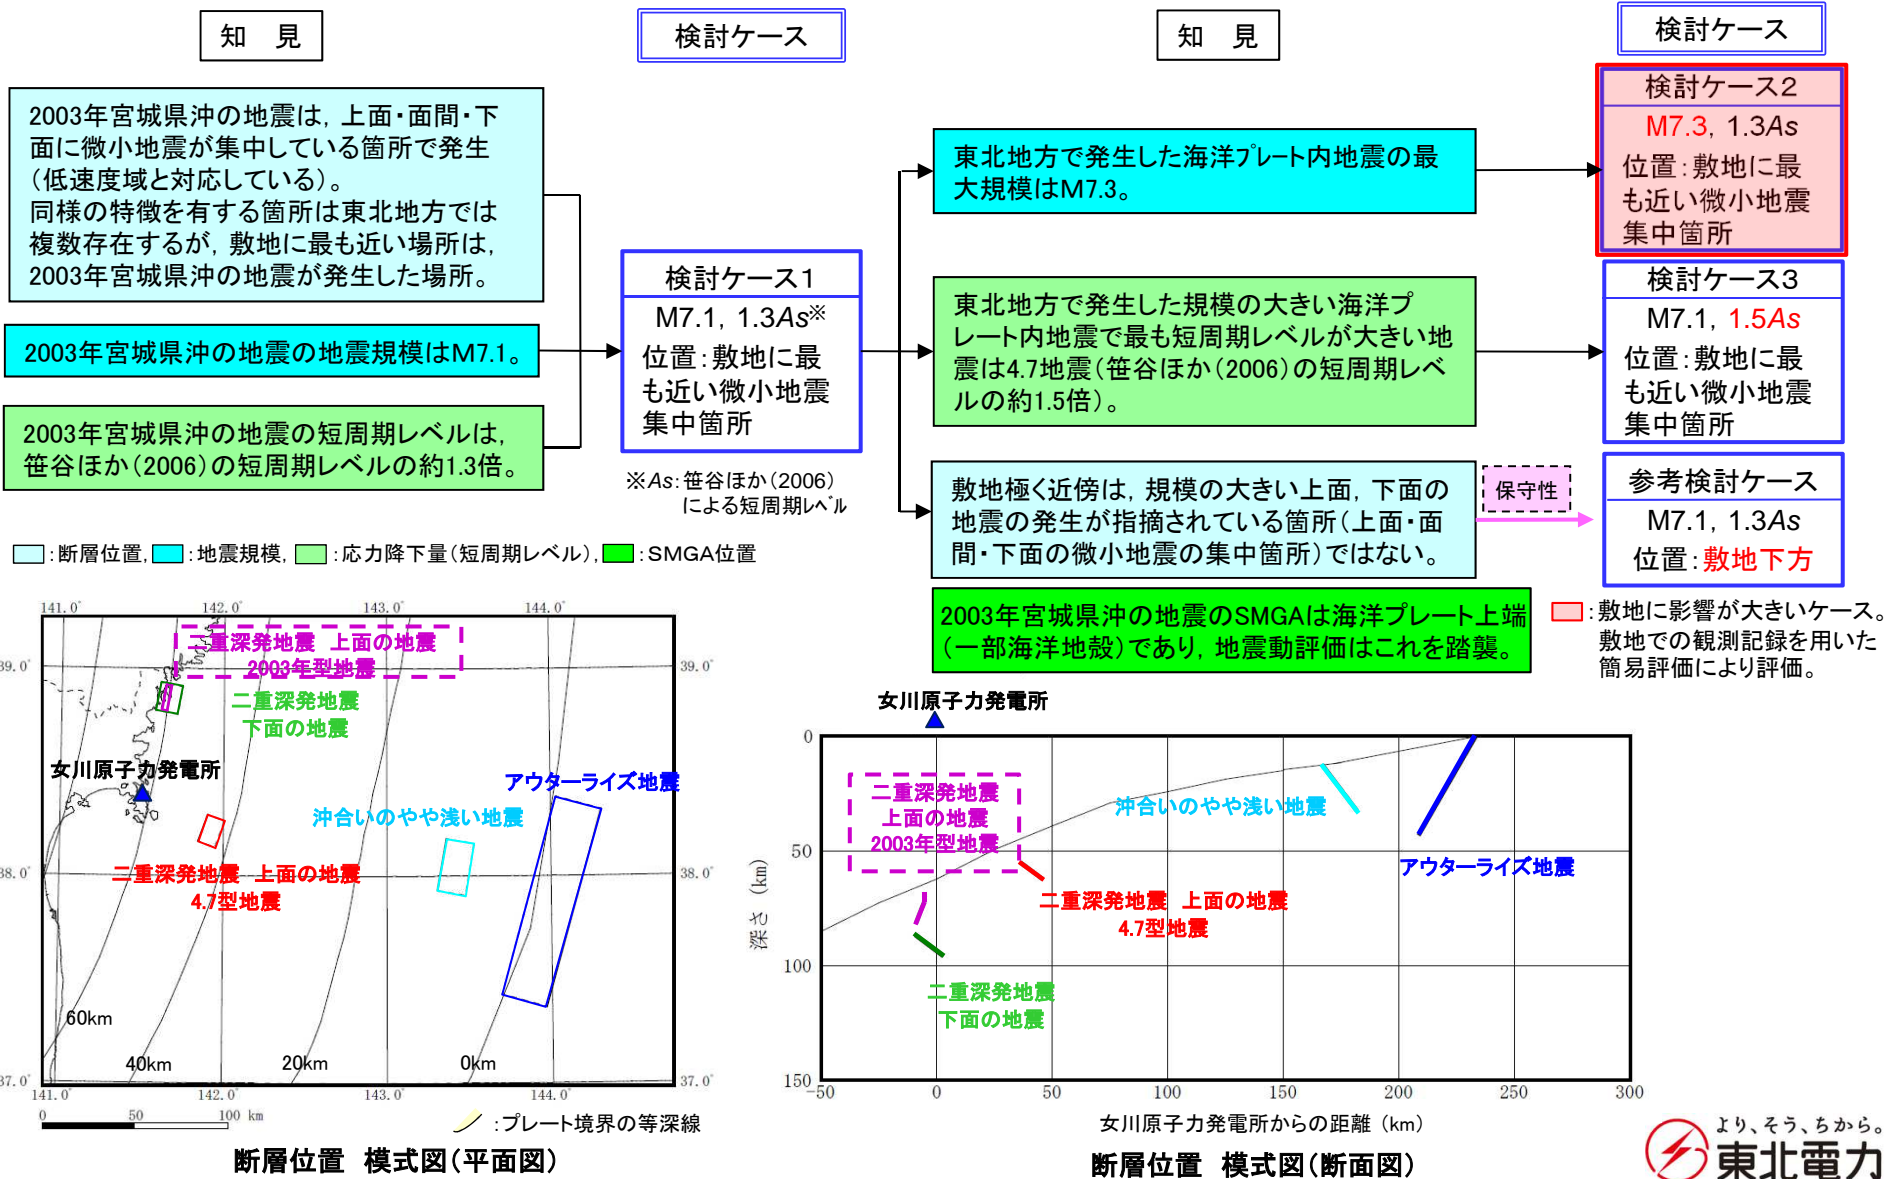 知　見
検討ケース
知　見
検討ケース
2003年宮城県沖の地震は，上面・面間・下
面に微小地震が集中している箇所で発生
（低速度域と対応している）。
同様の特徴を有する箇所は東北地方では
複数存在するが，敷地に最も近い場所は，
2003年宮城県沖の地震が発生した場所。
2003年宮城県沖の地震の地震規模はM7.1。
2003年宮城県沖の地震の短周期レベルは，
笹谷ほか（2006）の短周期レベルの約1.3倍。
検討ケース1
M7.1，1.3As※
位置：敷地に最
も近い微小地震
集中箇所
※As：笹谷ほか（2006）
による短周期レベル
東北地方で発生した海洋プレート内地震の最
大規模はM7.3。
東北地方で発生した規模の大きい海洋プ
レート内地震で最も短周期レベルが大きい地
震は4.7地震（笹谷ほか（2006）の短周期レベ
ルの約1.5倍）。
敷地極く近傍は，規模の大きい上面，下面の
地震の発生が指摘されている箇所（上面・面
間・下面の微小地震の集中箇所）ではない。
保守性
2003年宮城県沖の地震のSMGAは海洋プレート上端
（一部海洋地殻）であり，地震動評価はこれを踏襲。
検討ケース2
M7.3，1.3As
位置：敷地に最
も近い微小地震
集中箇所
検討ケース3
M7.1，1.5As
位置：敷地に最
も近い微小地震
集中箇所
参考検討ケース
M7.1，1.3As
位置：敷地下方
：敷地に影響が大きいケース。
敷地での観測記録を用いた
簡易評価により評価。
：断層位置，：地震規模，：応力降下量（短周期レベル），：SMGA位置
141.0° 142.0° 143.0° 144.0°
39.0° 39.0°
二重深発地震　上面の地震
2003年型地震
二重深発地震
下面の地震
女川原子力発電所
アウターライズ地震
沖合いのやや浅い地震
38.0° 38.0°
二重深発地震　上面の地震
4.7型地震
60km
40km 20km 0km
37.0° 37.0°
141.0° 142.0° 143.0° 144.0°
0 50 100 km
：プレート境界の等深線
断層位置　模式図（平面図）
女川原子力発電所
0
50
100
150
深さ (km)
二重深発地震
上面の地震
2003年型地震
沖合いのやや浅い地震
アウターライズ地震
二重深発地震　上面の地震
4.7型地震
二重深発地震
下面の地震
-50 0 50 100 150 200 250 300
女川原子力発電所からの距離 (km)
断層位置　模式図（断面図）
より、そう、ちから。
東北電力